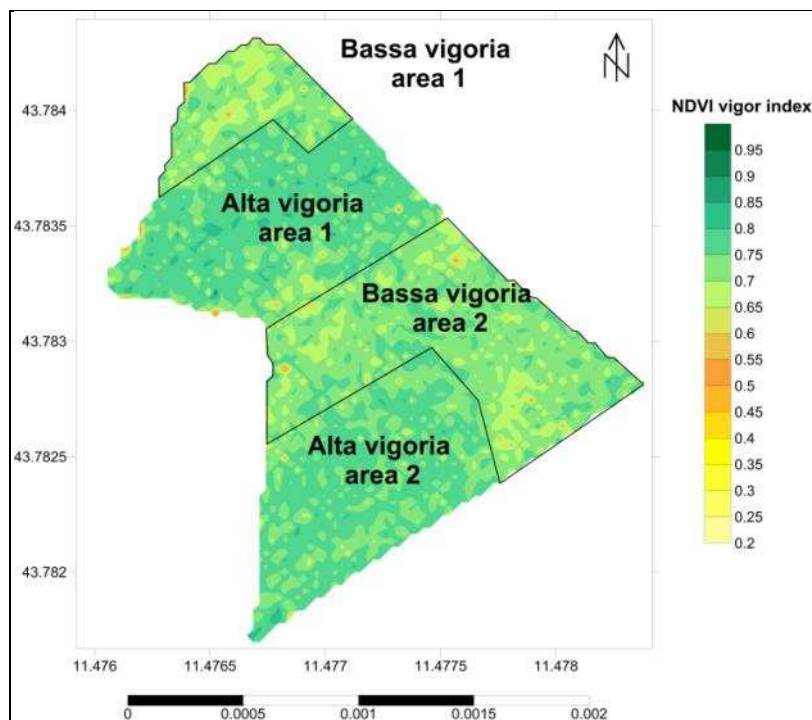 Bassa vigoria
area 1
N
NDVI vigor index
43.784
43.7835
43.783
43.7825
43.782
Alta vigoria
area 1
Bassa vigoria
area 2
Alta vigoria
area 2
0.95
0.9
0.85
0.8
0.75
0.7
0.65
0.6
0.55
0.5
0.45
0.4
0.35
0.3
0.25
0.2
11.476 11.4765 11.477 11.4775 11.478
0 0.0005 0.001 0.0015 0.002